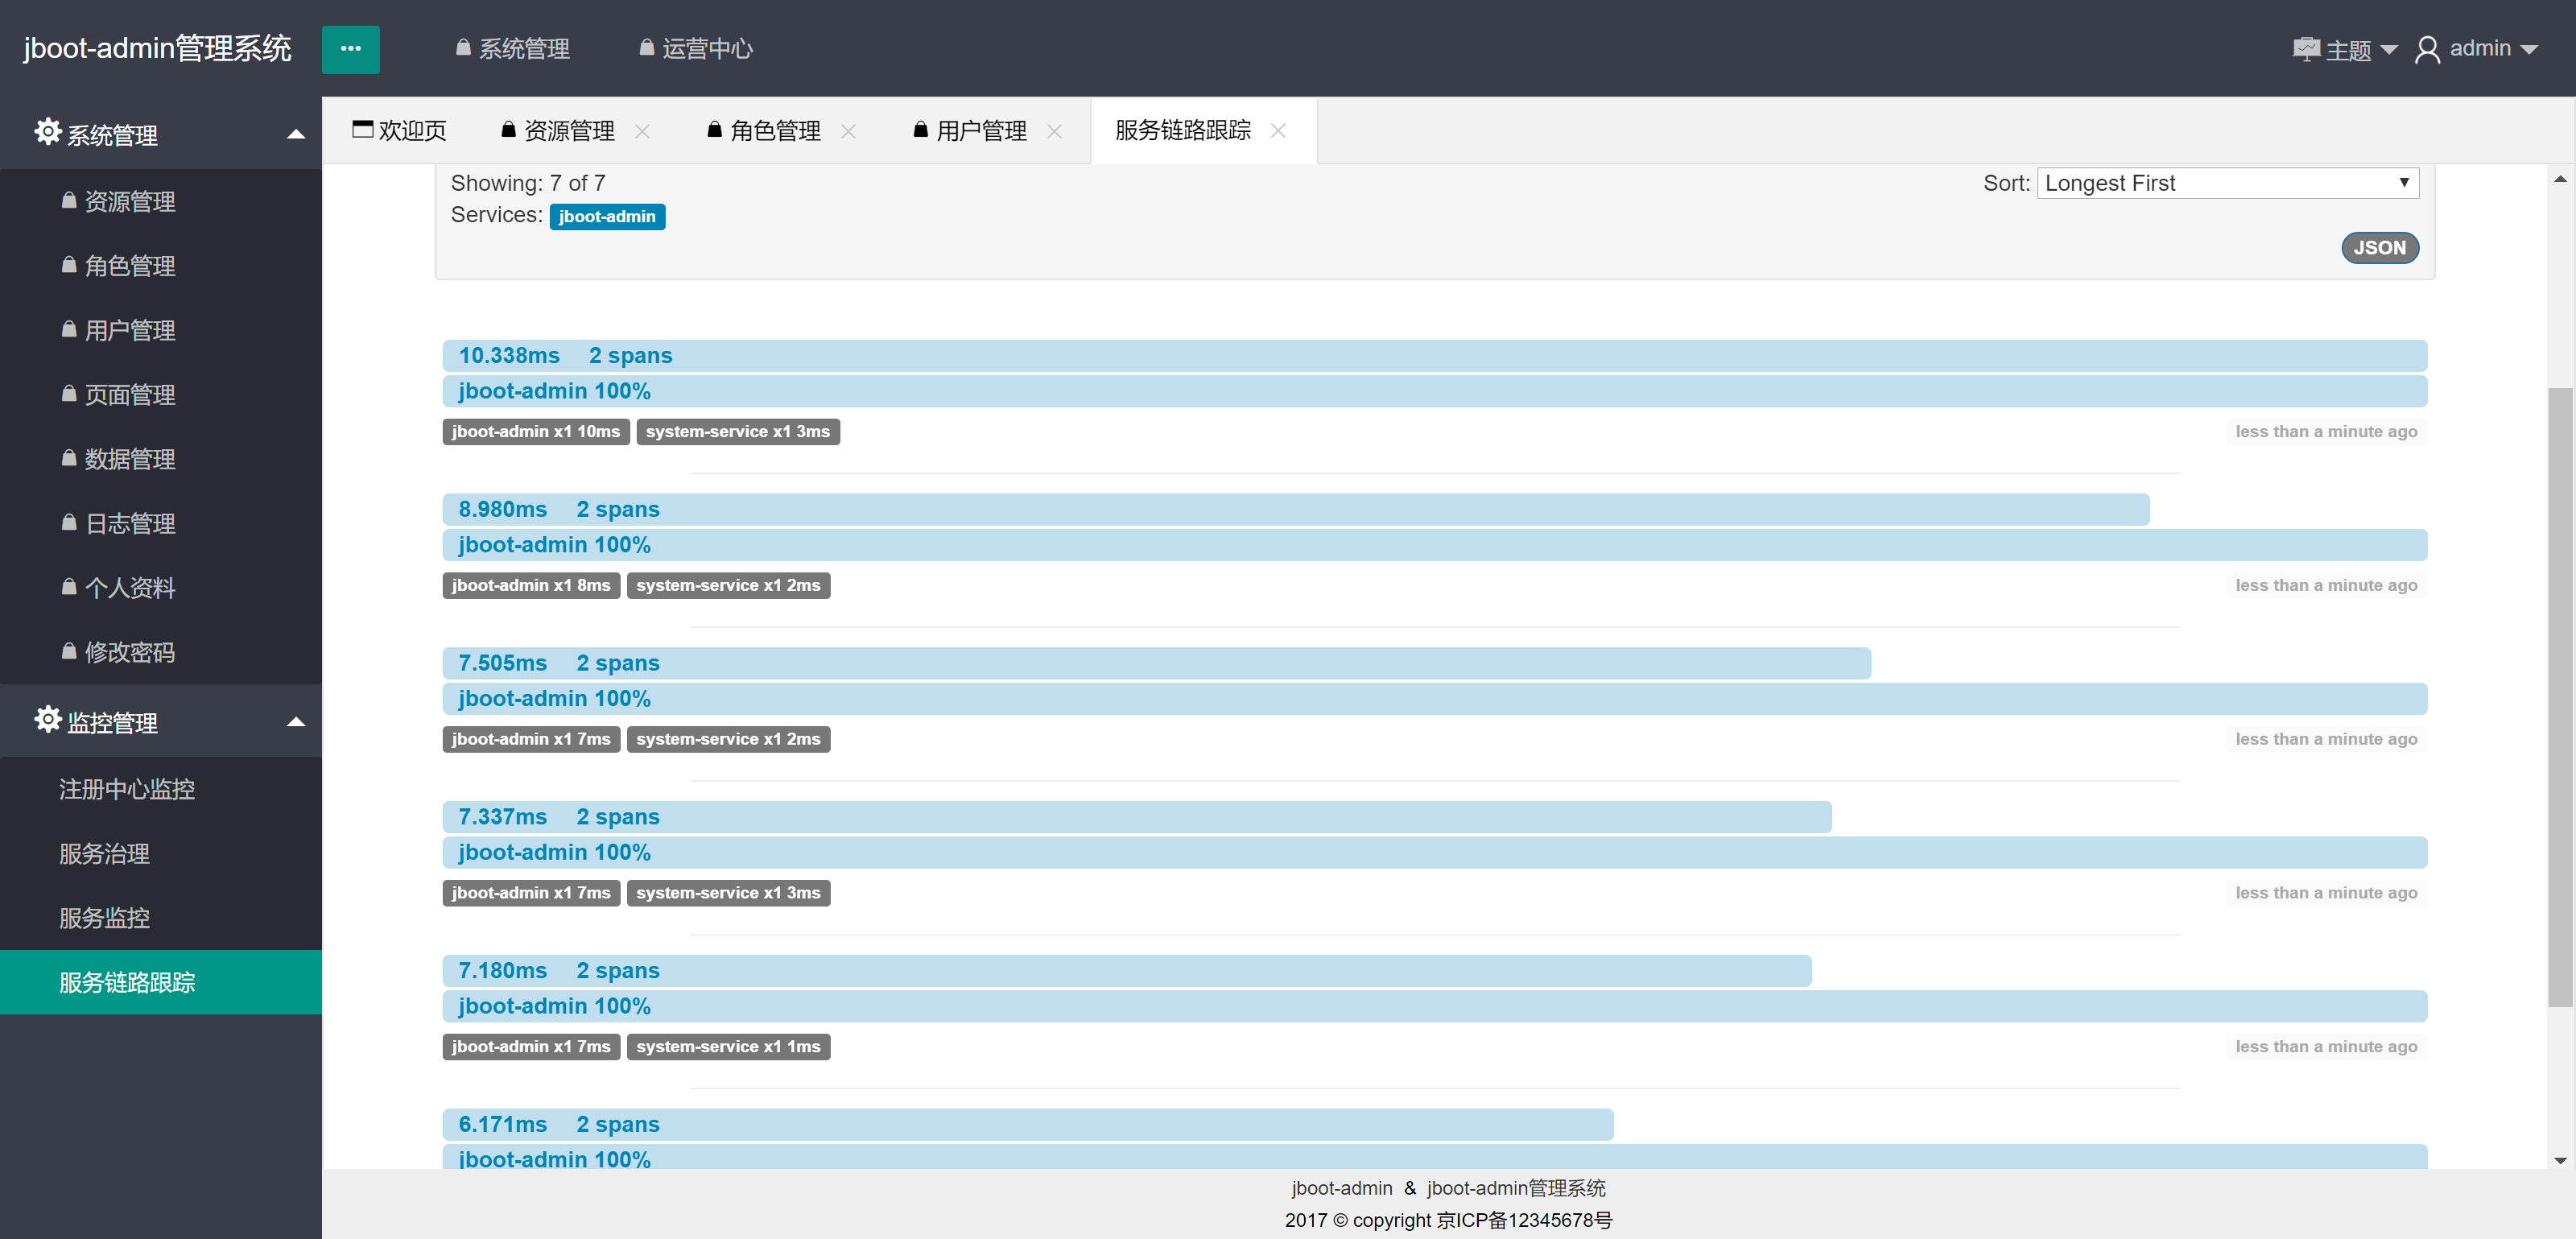 jboot-admin管理系统
系统管理
运营中心
主题
admin
系统管理
资源管理
角色管理
用户管理
页面管理
数据管理
日志管理
个人资料
修改密码
监控管理
注册中心监控
服务治理
服务监控
服务链路跟踪
欢迎页
资源管理
角色管理
用户管理
服务链路跟踪
Showing: 7 of 7
Sort: Longest First
Services: jboot-admin
JSON
10.338ms 2 spans
jboot-admin 100%
jboot-admin x1 10ms system-service x1 3ms less than a minute ago
8.980ms 2 spans
jboot-admin 100%
jboot-admin x1 8ms system-service x1 2ms less than a minute ago
7.505ms 2 spans
jboot-admin 100%
jboot-admin x1 7ms system-service x1 2ms less than a minute ago
7.337ms 2 spans
jboot-admin 100%
jboot-admin x1 7ms system-service x1 3ms less than a minute ago
7.180ms 2 spans
jboot-admin 100%
jboot-admin x1 7ms system-service x1 1ms less than a minute ago
6.171ms 2 spans
jboot-admin 100%
jboot-admin & jboot-admin管理系统
2017 © copyright 京ICP备12345678号